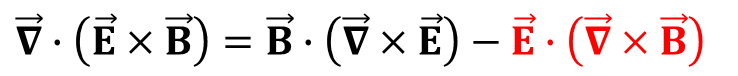 ∇⃗ · (E⃗ × B⃗) = B⃗ · (∇⃗ × E⃗) − E⃗ · (∇⃗ × B⃗)